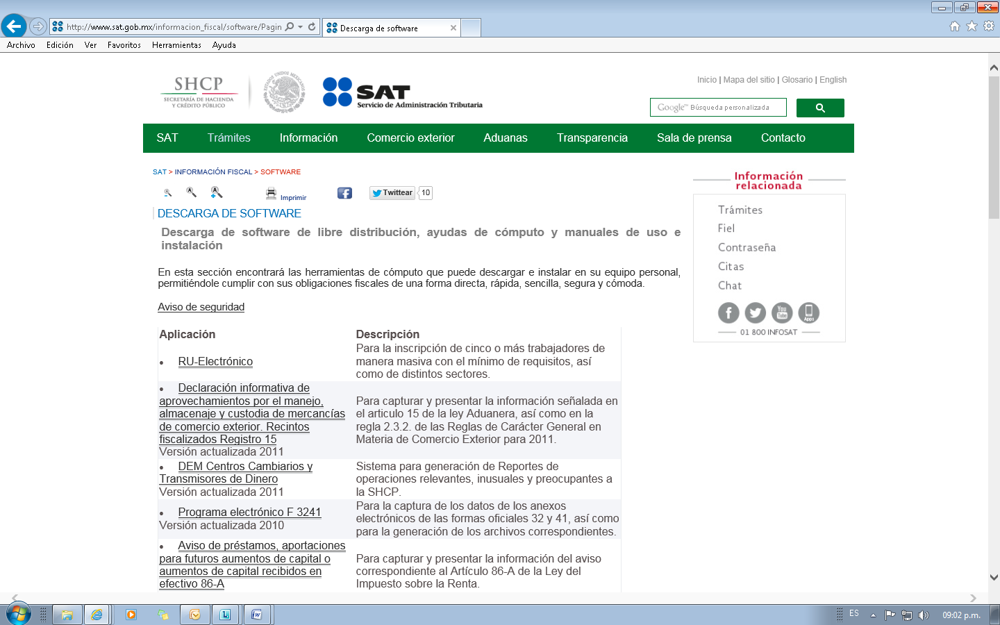 http://www.sat.gob.mx/informacion_fiscal/software/Pagin
Descarga de software
Archivo Edición Ver Favoritos Herramientas Ayuda
SHCP
SECRETARÍA DE HACIENDA
Y CRÉDITO PÚBLICO
ESTADOS UNIDOS MEXICANOS
SAT
Servicio de Administración Tributaria
Inicio | Mapa del sitio | Glosario | English
Google™ Búsqueda personalizada
SAT Trámites Información Comercio exterior Aduanas Transparencia Sala de prensa Contacto
SAT > INFORMACIÓN FISCAL > SOFTWARE
Imprimir
Twittear 10
DESCARGA DE SOFTWARE
Descarga de software de libre distribución, ayudas de cómputo y manuales de uso e
instalación
En esta sección encontrará las herramientas de cómputo que puede descargar e instalar en su equipo personal,
permitiéndole cumplir con sus obligaciones fiscales de una forma directa, rápida, sencilla, segura y cómoda.
Aviso de seguridad
Aplicación
Descripción
• RU-Electrónico
Para la inscripción de cinco o más trabajadores de
manera masiva con el mínimo de requisitos, así
como de distintos sectores.
• Declaración informativa de
aprovechamientos por el manejo,
almacenaje y custodia de mercancías
de comercio exterior. Recintos
fiscalizados Registro 15
Versión actualizada 2011
Para capturar y presentar la información señalada en
el articulo 15 de la ley Aduanera, así como en la
regla 2.3.2. de las Reglas de Carácter General en
Materia de Comercio Exterior para 2011.
• DEM Centros Cambiarios y
Transmisores de Dinero
Versión actualizada 2011
Sistema para generación de Reportes de
operaciones relevantes, inusuales y preocupantes a
la SHCP.
• Programa electrónico F 3241
Versión actualizada 2010
Para la captura de los datos de los anexos
electrónicos de las formas oficiales 32 y 41, así como
para la generación de los archivos correspondientes.
• Aviso de préstamos, aportaciones
para futuros aumentos de capital o
aumentos de capital recibidos en
efectivo 86-A
Para capturar y presentar la información del aviso
correspondiente al Artículo 86-A de la Ley del
Impuesto sobre la Renta.
Información
relacionada
Trámites
Fiel
Contraseña
Citas
Chat
You
Tube
Apps
01 800 INFOSAT
ES
09:02 p.m.